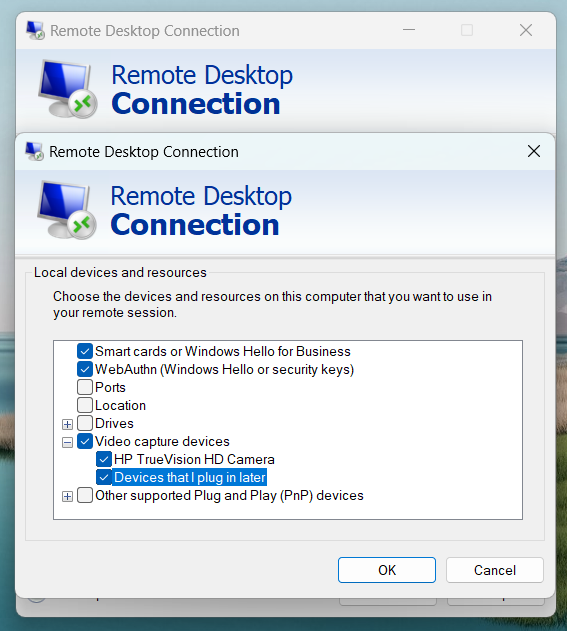 Remote Desktop Connection
Remote Desktop
Connection
Remote Desktop Connection
Remote Desktop
Connection
Local devices and resources
Choose the devices and resources on this computer that you want to use in
your remote session.
Smart cards or Windows Hello for Business
WebAuthn (Windows Hello or security keys)
Ports
Location
Drives
Video capture devices
HP TrueVision HD Camera
Devices that I plug in later
Other supported Plug and Play (PnP) devices
OK
Cancel